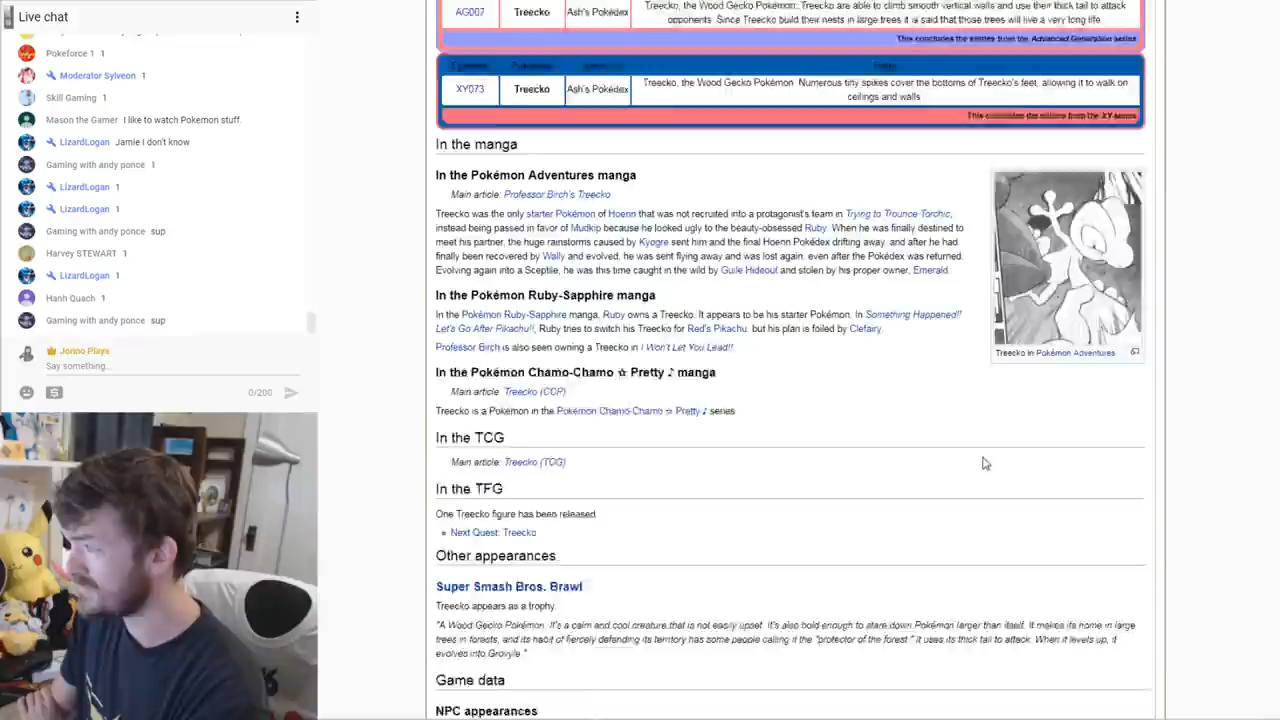 Live chat
Pokeforce 1 1
Moderator Sylveon 1
Skill Gaming 1
Mason the Gamer I like to watch Pokemon stuff.
LizardLogan Jamie I don't know
Gaming with andy ponce 1
LizardLogan 1
LizardLogan 1
Gaming with andy ponce sup
Harvey STEWART 1
LizardLogan 1
Hanh Quach 1
Gaming with andy ponce sup
Jonno Plays
Say something...
0/200
AG007 Treecko Ash's Pokédex Treecko, the Wood Gecko Pokémon. Treecko are able to climb smooth vertical walls and use their thick tail to attack
opponents. Since Treecko build their nests in large trees it is said that those trees will live a very long life.
This concludes the entries from the Advanced Generation series
XY073 Treecko Ash's Pokédex Treecko, the Wood Gecko Pokémon. Numerous tiny spikes cover the bottoms of Treecko's feet, allowing it to walk on
ceilings and walls
This concludes the entries from the XY series
In the manga
In the Pokémon Adventures manga
Main article: Professor Birch's Treecko
Treecko was the only starter Pokémon of Hoenn that was not recruited into a protagonist's team in Trying to Trounce Torchic,
instead being passed in favor of Mudkip because he looked ugly to the beauty-obsessed Ruby. When he was finally destined to
meet his partner, the huge rainstorms caused by Kyogre sent him and the final Hoenn Pokédex drifting away, and after he had
finally been recovered by Wally and evolved, he was sent flying away and was lost again, even after the Pokédex was returned.
Evolving again into a Sceptile, he was this time caught in the wild by Guile Hideout and stolen by his proper owner, Emerald.
Treecko in Pokémon Adventures
In the Pokémon Ruby-Sapphire manga
In the Pokémon Ruby-Sapphire manga, Ruby owns a Treecko. It appears to be his starter Pokémon. In Something Happened!!
Let's Go After Pikachu!!, Ruby tries to switch his Treecko for Red's Pikachu, but his plan is foiled by Clefairy.
Professor Birch is also seen owning a Treecko in I Won't Let You Lead!!
In the Pokémon Chamo-Chamo ☆ Pretty ♪ manga
Main article: Treecko (CCP)
Treecko is a Pokémon in the Pokémon Chamo-Chamo ☆ Pretty ♪ series
In the TCG
Main article: Treecko (TCG)
In the TFG
One Treecko figure has been released.
Next Quest: Treecko
Other appearances
Super Smash Bros. Brawl
Treecko appears as a trophy.
"A Wood Gecko Pokémon. It's a calm and cool creature that is not easily upset. It's also bold enough to stare down Pokémon larger than itself. It makes its home in large
trees in forests, and its habit of fiercely defending its territory has some people calling it the "protector of the forest." It uses its thick tail to attack. When it levels up, it
evolves into Grovyle."
Game data
NPC appearances